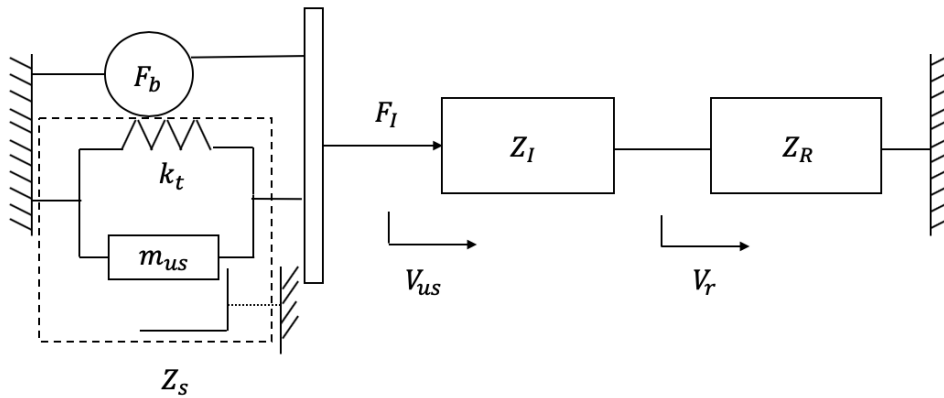 F_b
k_t
m_us
Z_s
F_I
Z_I
Z_R
V_us
V_r